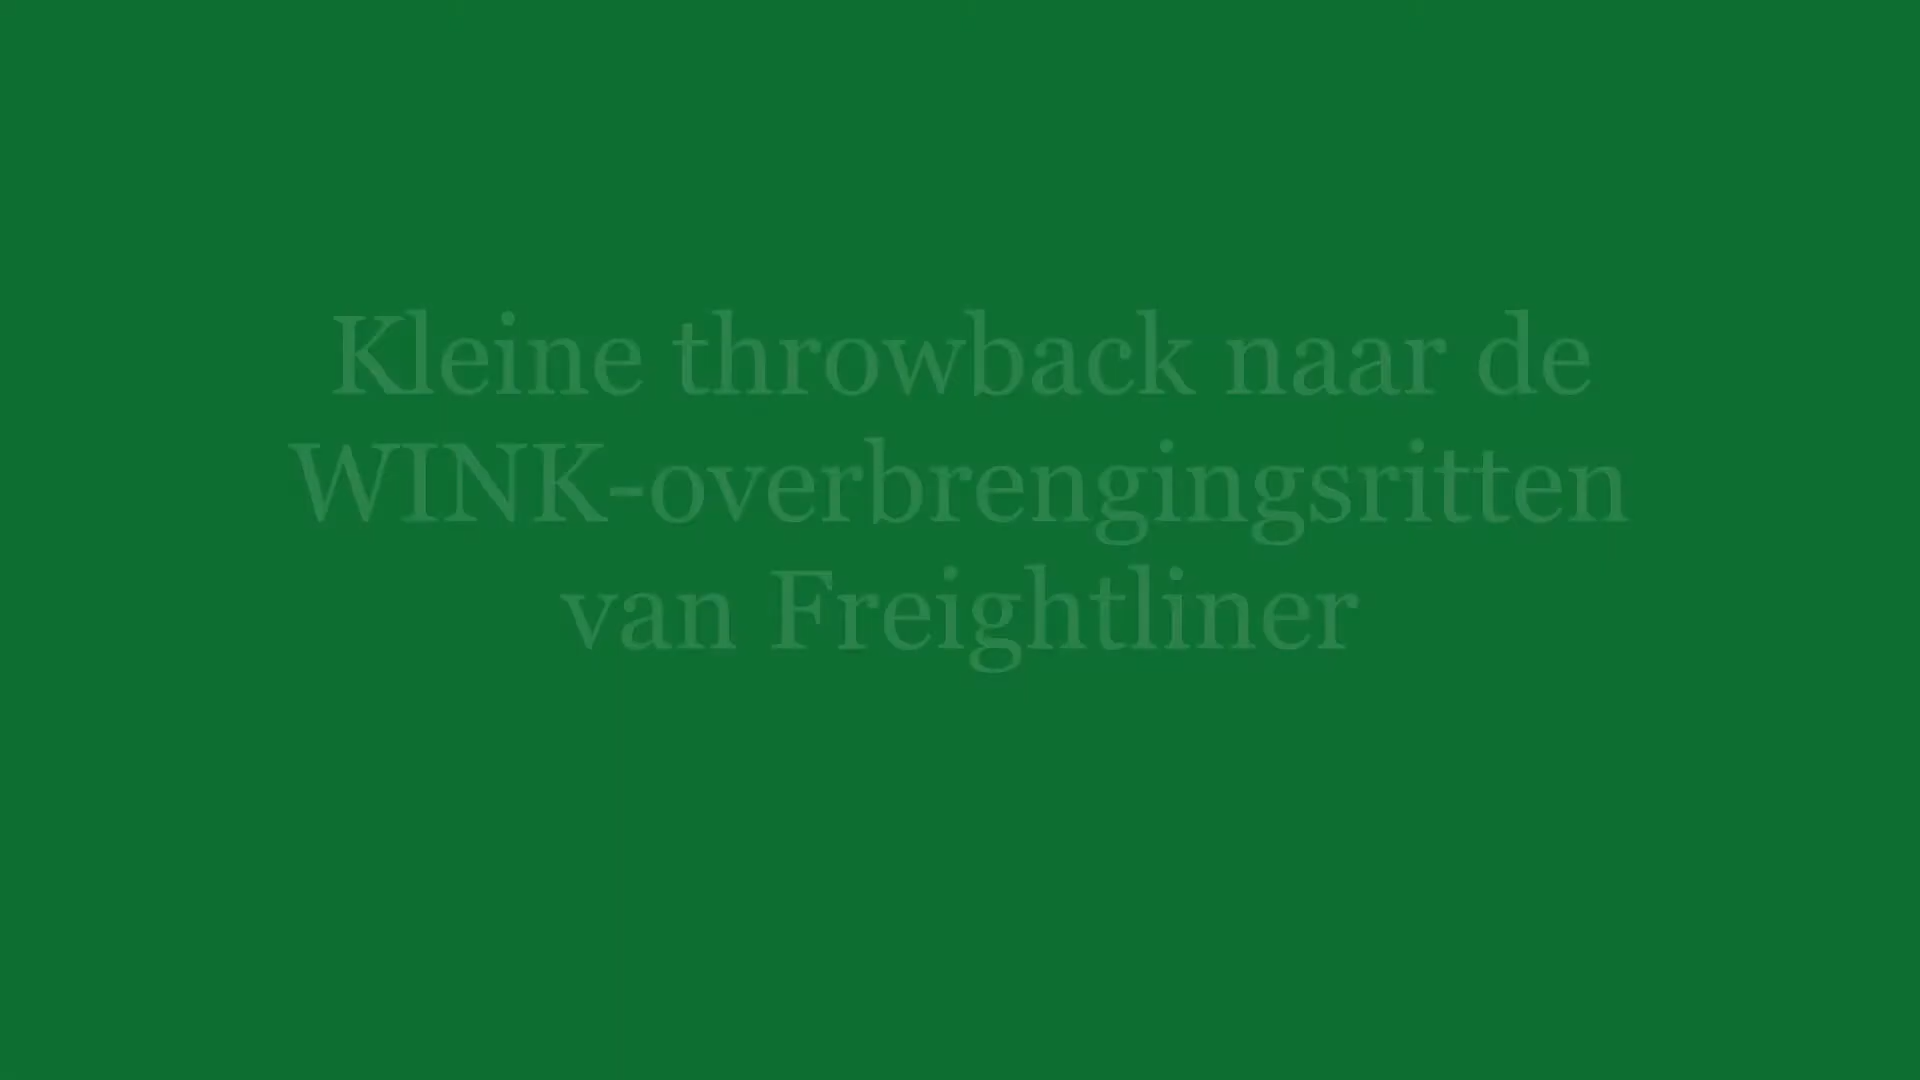 Kleine throwback naar de
WINK-overbrengingsritten
van Freightliner